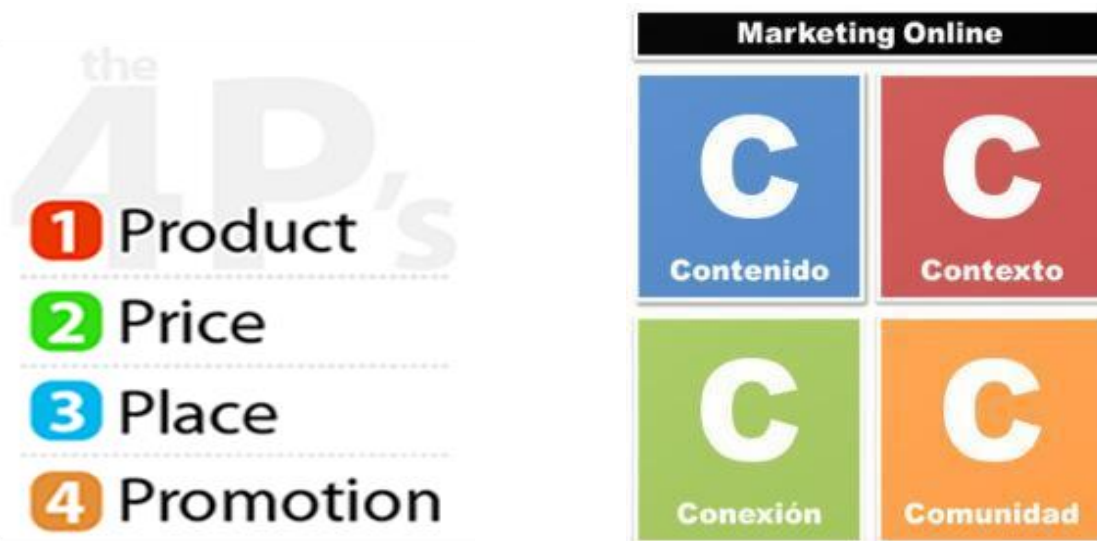 the
4P's
1 Product
2 Price
3 Place
4 Promotion
Marketing Online
C
Contenido
C
Contexto
C
Conexión
C
Comunidad